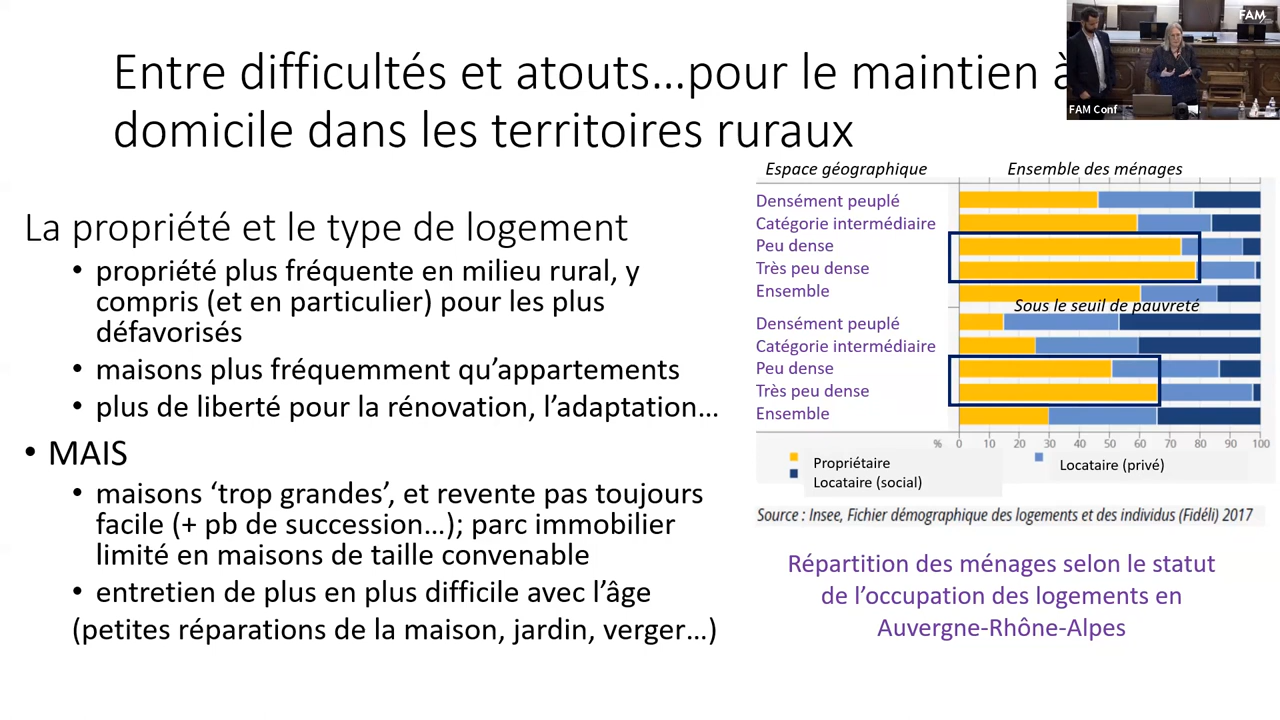 Entre difficultés et atouts…pour le maintien à
domicile dans les territoires ruraux
FAM
FAM Conf
La propriété et le type de logement
• propriété plus fréquente en milieu rural, y
compris (et en particulier) pour les plus
défavorisés
• maisons plus fréquemment qu’appartements
• plus de liberté pour la rénovation, l’adaptation…
• MAIS
• maisons ‘trop grandes’, et revente pas toujours
facile (+ pb de succession…); parc immobilier
limité en maisons de taille convenable
• entretien de plus en plus difficile avec l’âge
(petites réparations de la maison, jardin, verger…)
Espace géographique Ensemble des ménages
Densément peuplé
Catégorie intermédiaire
Peu dense
Très peu dense
Ensemble
Sous le seuil de pauvreté
Densément peuplé
Catégorie intermédiaire
Peu dense
Très peu dense
Ensemble
% 0 10 20 30 40 50 60 70 80 90 100
Propriétaire Locataire (privé)
Locataire (social)
Source : Insee, Fichier démographique des logements et des individus (Fidéli) 2017
Répartition des ménages selon le statut
de l’occupation des logements en
Auvergne-Rhône-Alpes